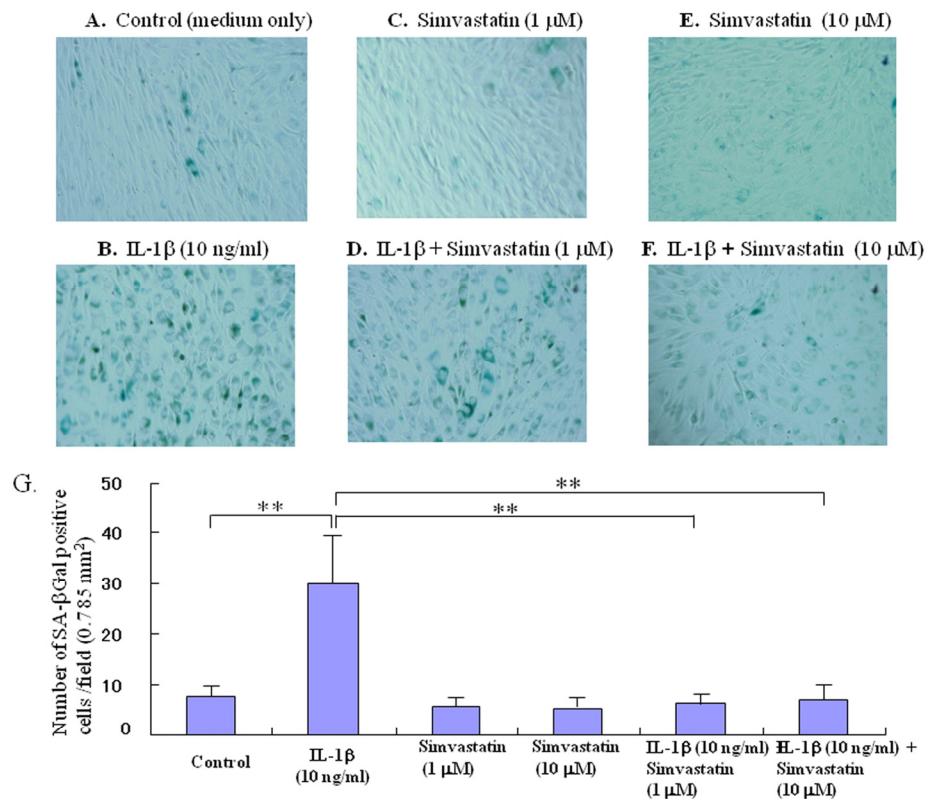 A. Control (medium only)
C. Simvastatin (1 μM)
E. Simvastatin (10 μM)
B. IL-1β (10 ng/ml)
D. IL-1β + Simvastatin (1 μM)
F. IL-1β + Simvastatin (10 μM)
G.
Number of SA-βGal positive
cells /field (0.785 mm²)
50
40
30
20
10
0
**
**
**
Control
IL-1β
(10 ng/ml)
Simvastatin
(1 μM)
Simvastatin
(10 μM)
IL-1β (10 ng/ml) +
Simvastatin
(1 μM)
IL-1β (10 ng/ml) +
Simvastatin
(10 μM)